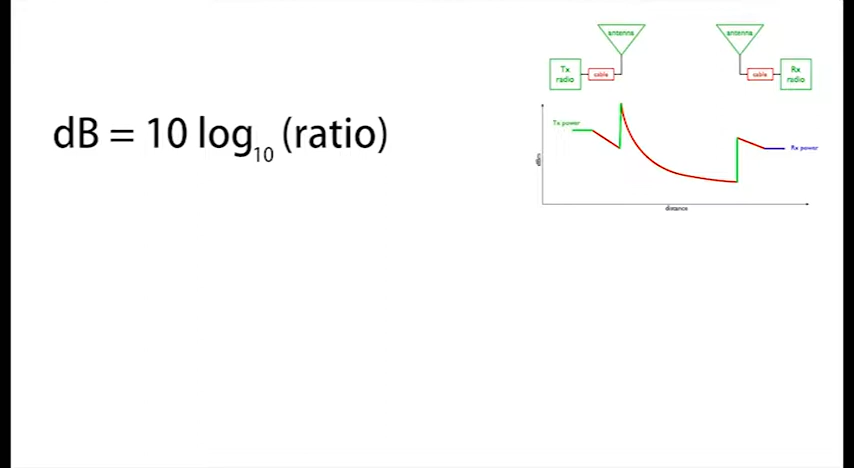 dB = 10 log10 (ratio)
antenna
antenna
Tx
radio
cable
cable
Rx
radio
Tx power
Rx power
dBm
distance